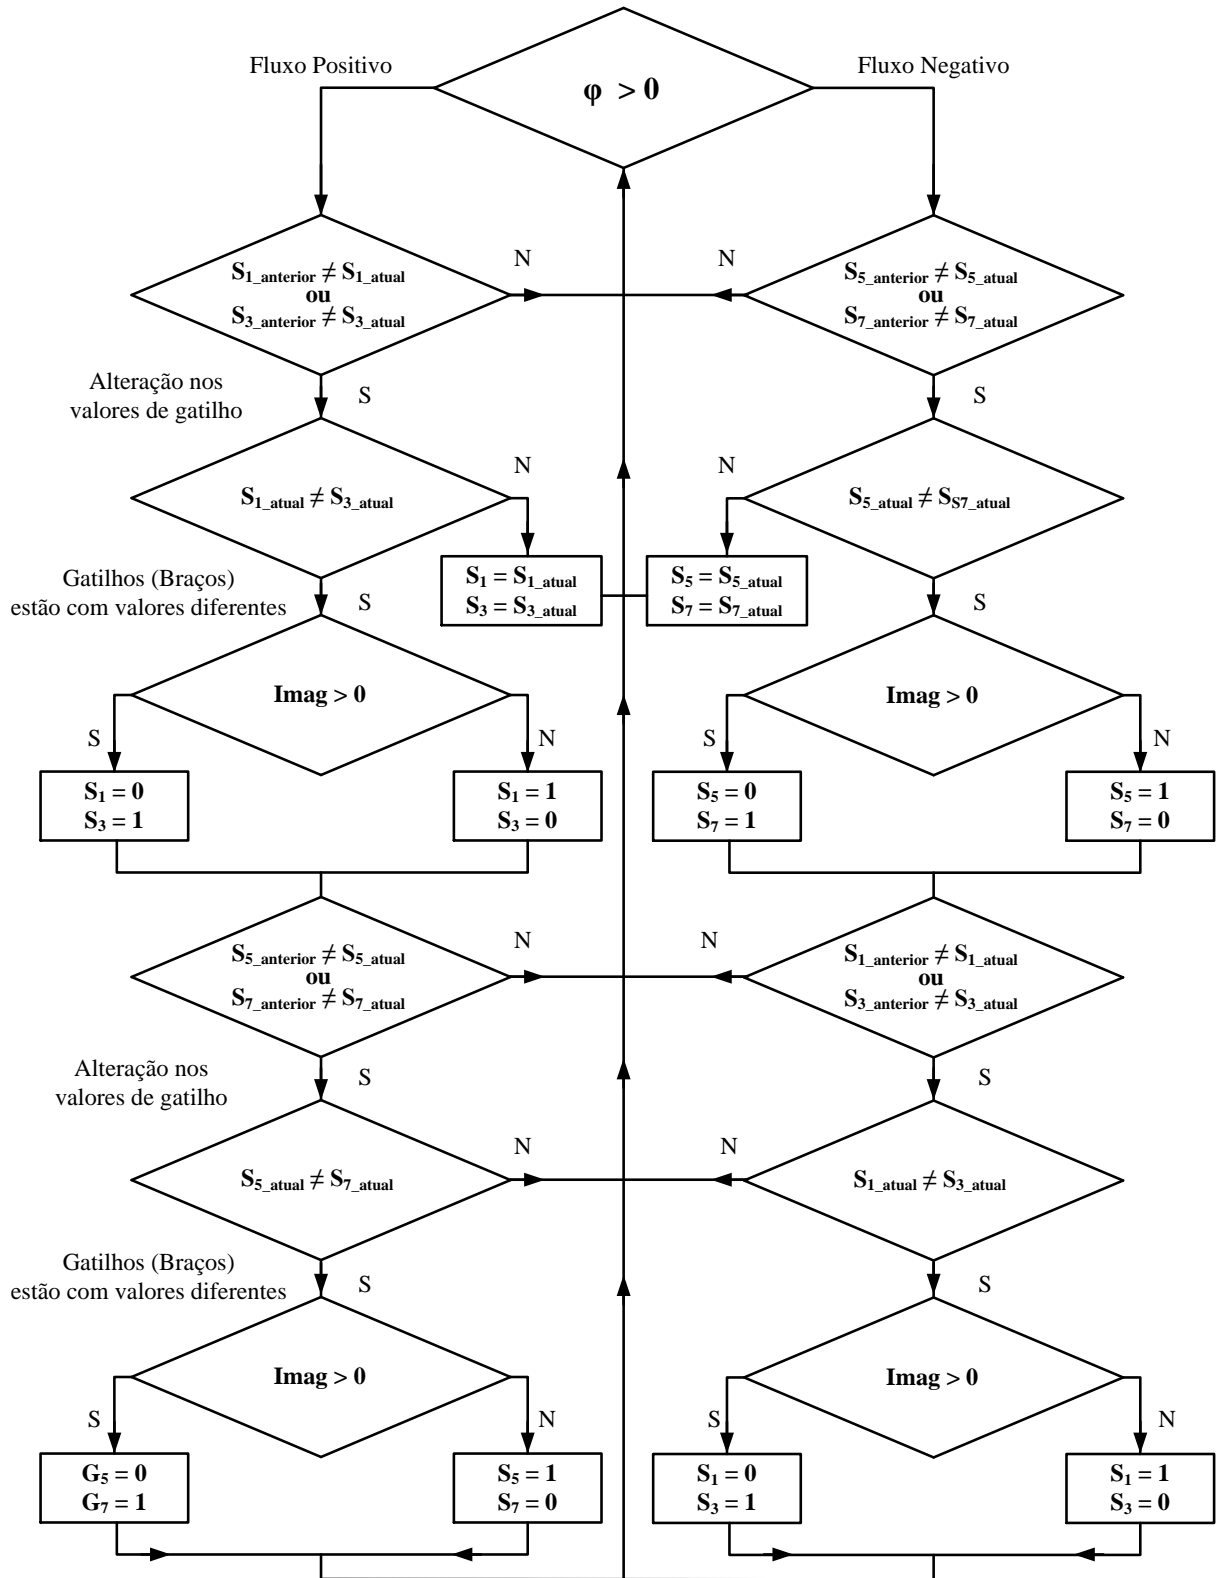 Fluxo Positivo
Fluxo Negativo
φ > 0
S1_anterior ≠ S1_atual
ou
S3_anterior ≠ S3_atual
N
N
S5_anterior ≠ S5_atual
ou
S7_anterior ≠ S7_atual
Alteração nos
valores de gatilho
S
S
S1_atual ≠ S3_atual
N
N
S5_atual ≠ SS7_atual
S1 = S1_atual
S3 = S3_atual
S5 = S5_atual
S7 = S7_atual
Gatilhos (Braços)
estão com valores diferentes
S
S
Imag > 0
Imag > 0
S
N
S
N
S1 = 0
S3 = 1
S1 = 1
S3 = 0
S5 = 0
S7 = 1
S5 = 1
S7 = 0
S5_anterior ≠ S5_atual
ou
S7_anterior ≠ S7_atual
N
N
S1_anterior ≠ S1_atual
ou
S3_anterior ≠ S3_atual
Alteração nos
valores de gatilho
S
S
S5_atual ≠ S7_atual
N
N
S1_atual ≠ S3_atual
Gatilhos (Braços)
estão com valores diferentes
S
S
Imag > 0
Imag > 0
S
N
S
N
G5 = 0
G7 = 1
S5 = 1
S7 = 0
S1 = 0
S3 = 1
S1 = 1
S3 = 0